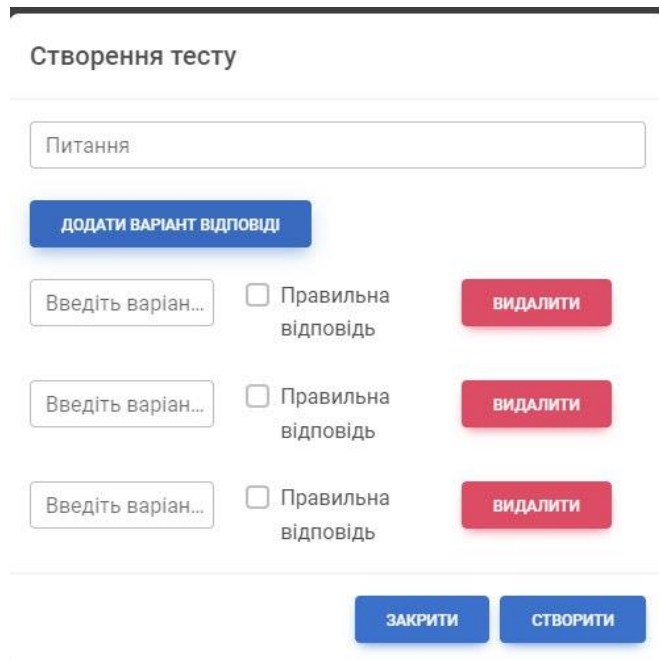 Створення тесту
Питання
ДОДАТИ ВАРІАНТ ВІДПОВІДІ
Введіть варіан...
Правильна
відповідь
ВИДАЛИТИ
Введіть варіан...
Правильна
відповідь
ВИДАЛИТИ
Введіть варіан...
Правильна
відповідь
ВИДАЛИТИ
ЗАКРИТИ
СТВОРИТИ